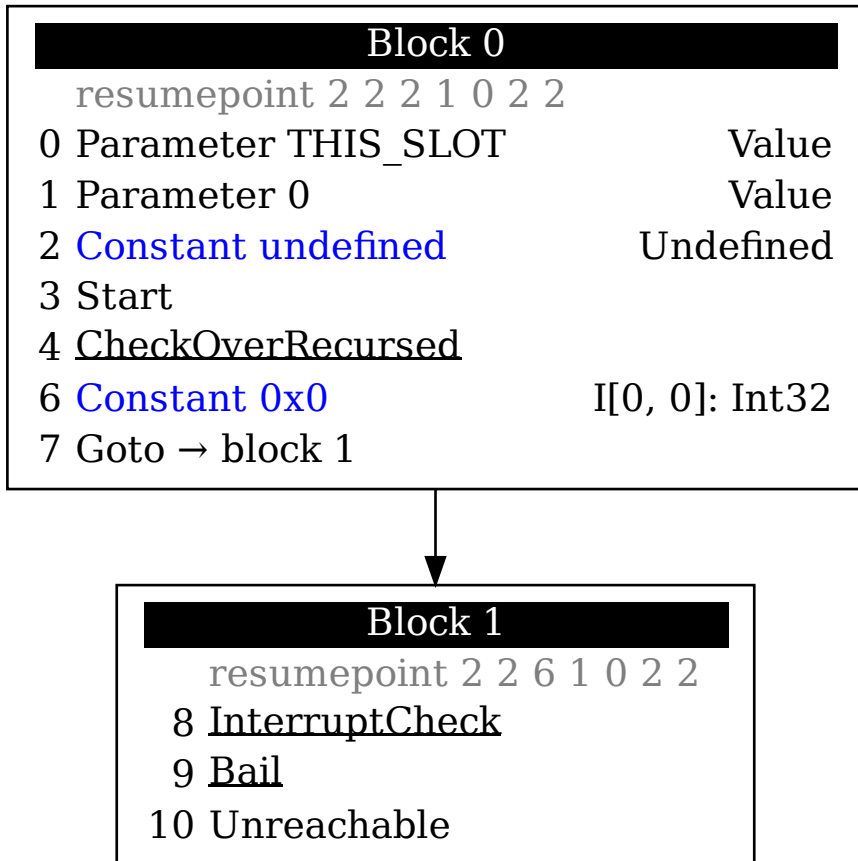 Block 0
resumepoint 2 2 2 1 0 2 2
0 Parameter THIS_SLOT Value
1 Parameter 0 Value
2 Constant undefined Undefined
3 Start
4 CheckOverRecursed
6 Constant 0x0 I[0, 0]: Int32
7 Goto → block 1
Block 1
resumepoint 2 2 6 1 0 2 2
8 InterruptCheck
9 Bail
10 Unreachable